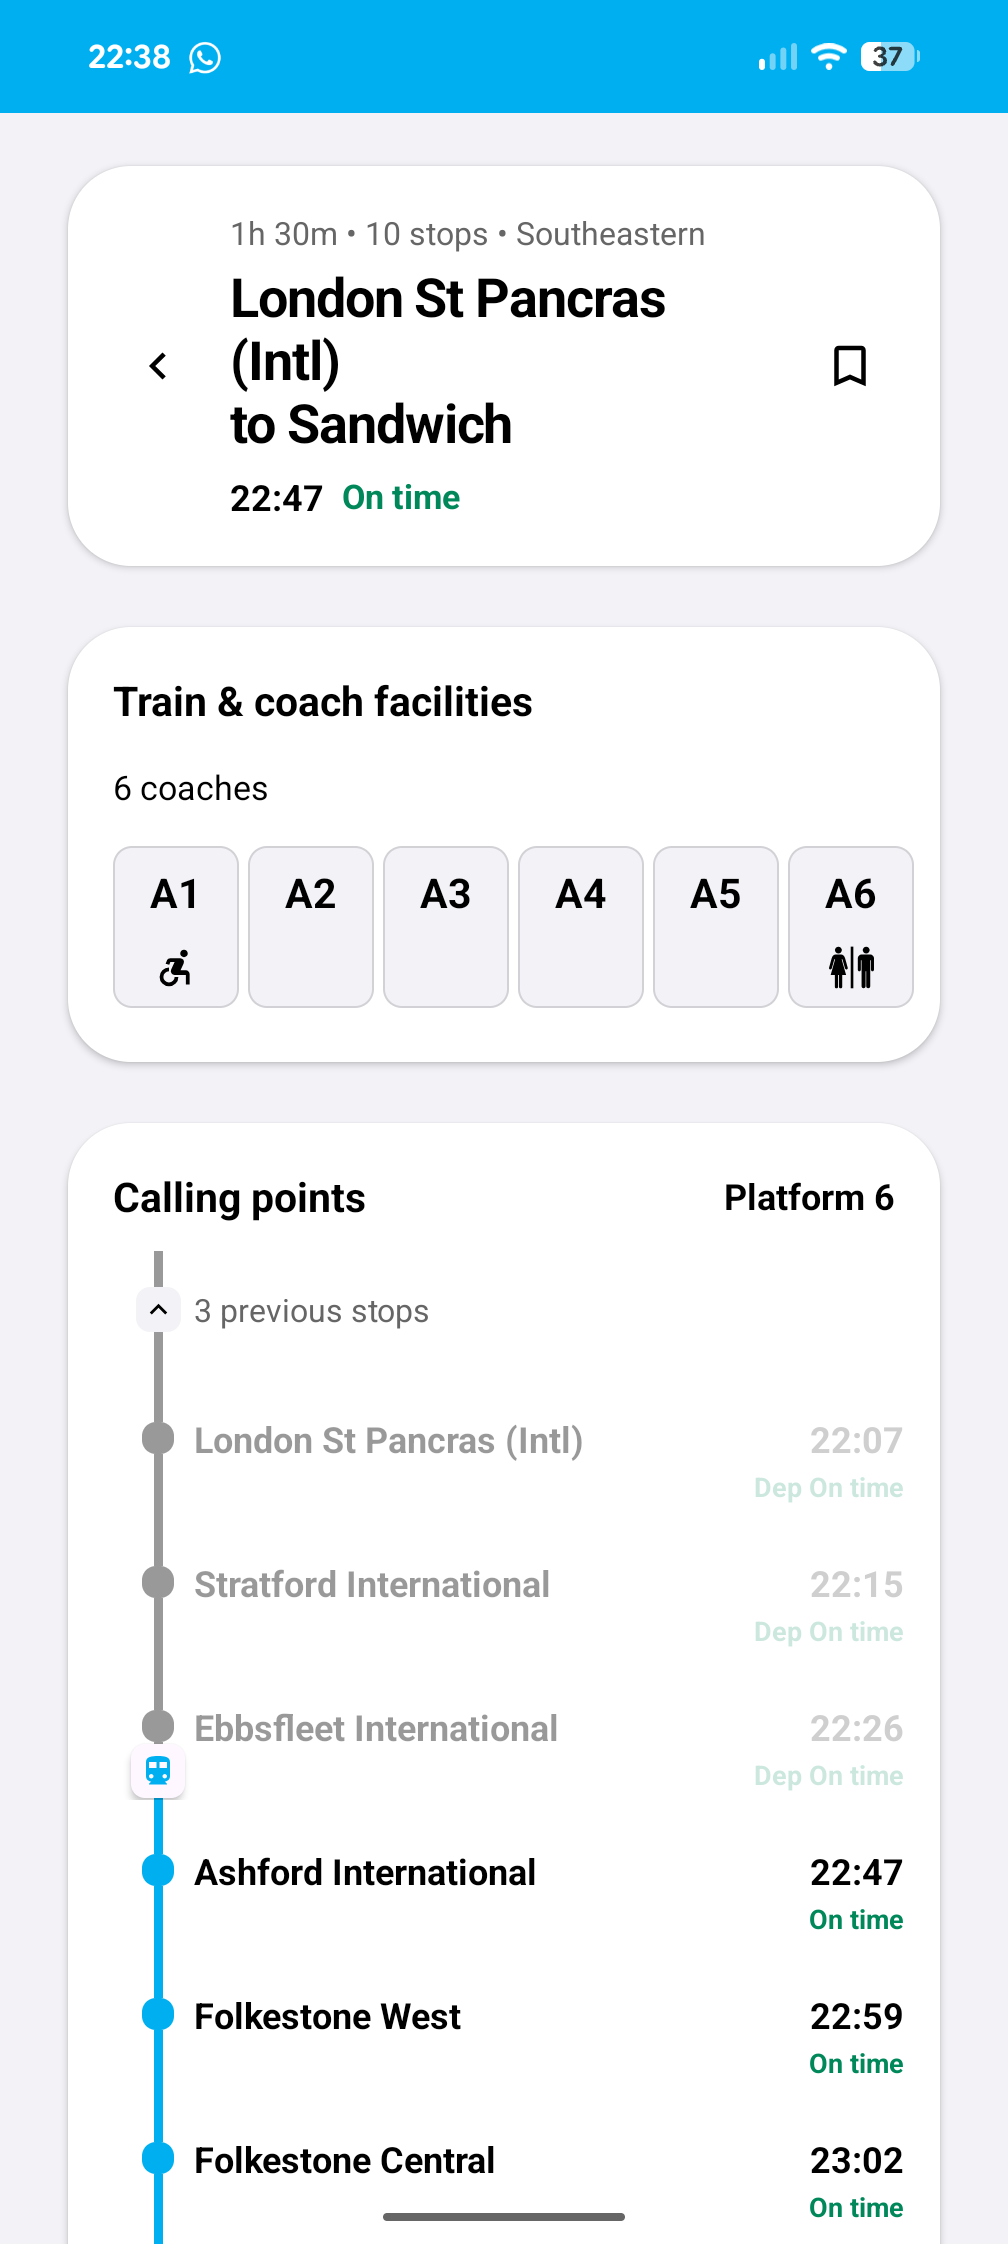 22:38
37
1h 30m • 10 stops • Southeastern
London St Pancras
(Intl)
to Sandwich
22:47 On time
Train & coach facilities
6 coaches
A1 A2 A3 A4 A5 A6
Calling points Platform 6
3 previous stops
London St Pancras (Intl) 22:07
Dep On time
Stratford International 22:15
Dep On time
Ebbsfleet International 22:26
Dep On time
Ashford International 22:47
On time
Folkestone West 22:59
On time
Folkestone Central 23:02
On time